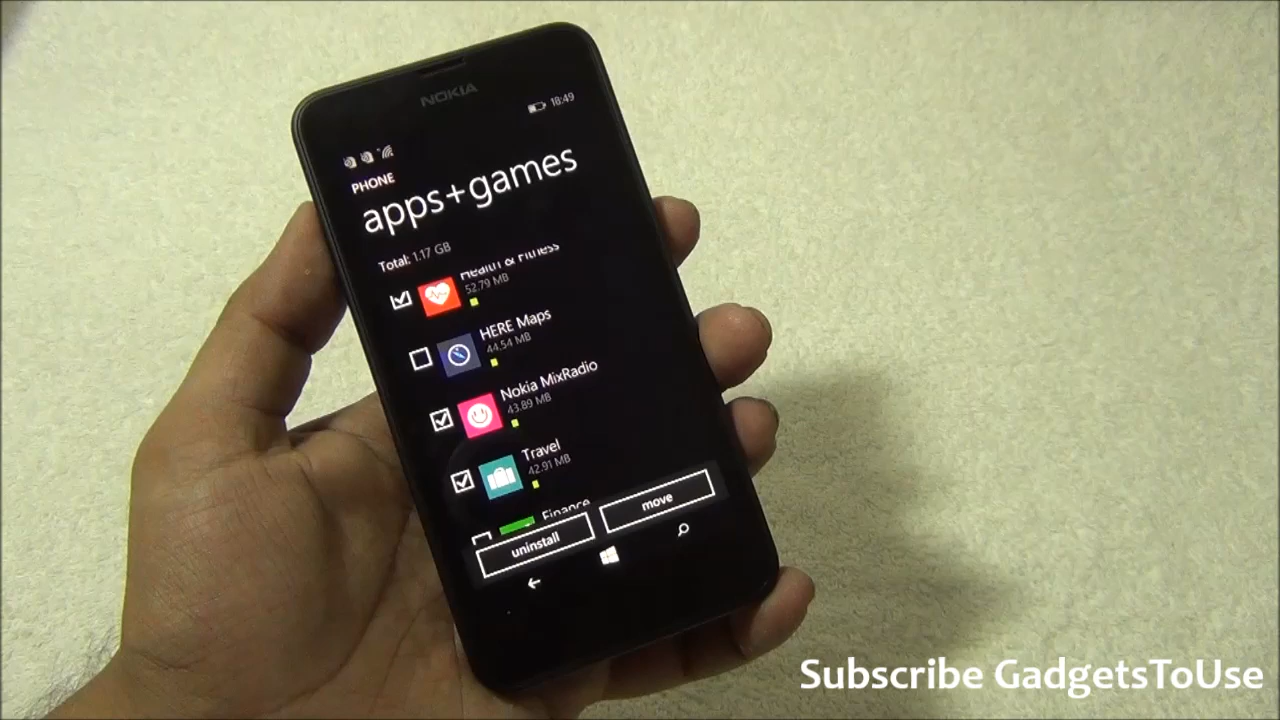 NOKIA
18:49
PHONE
apps+games
Total: 1.17 GB
Health & Fitness
52.79 MB
HERE Maps
44.54 MB
Nokia MixRadio
43.89 MB
Travel
42.91 MB
Finance
uninstall
move
Subscribe GadgetsToUse